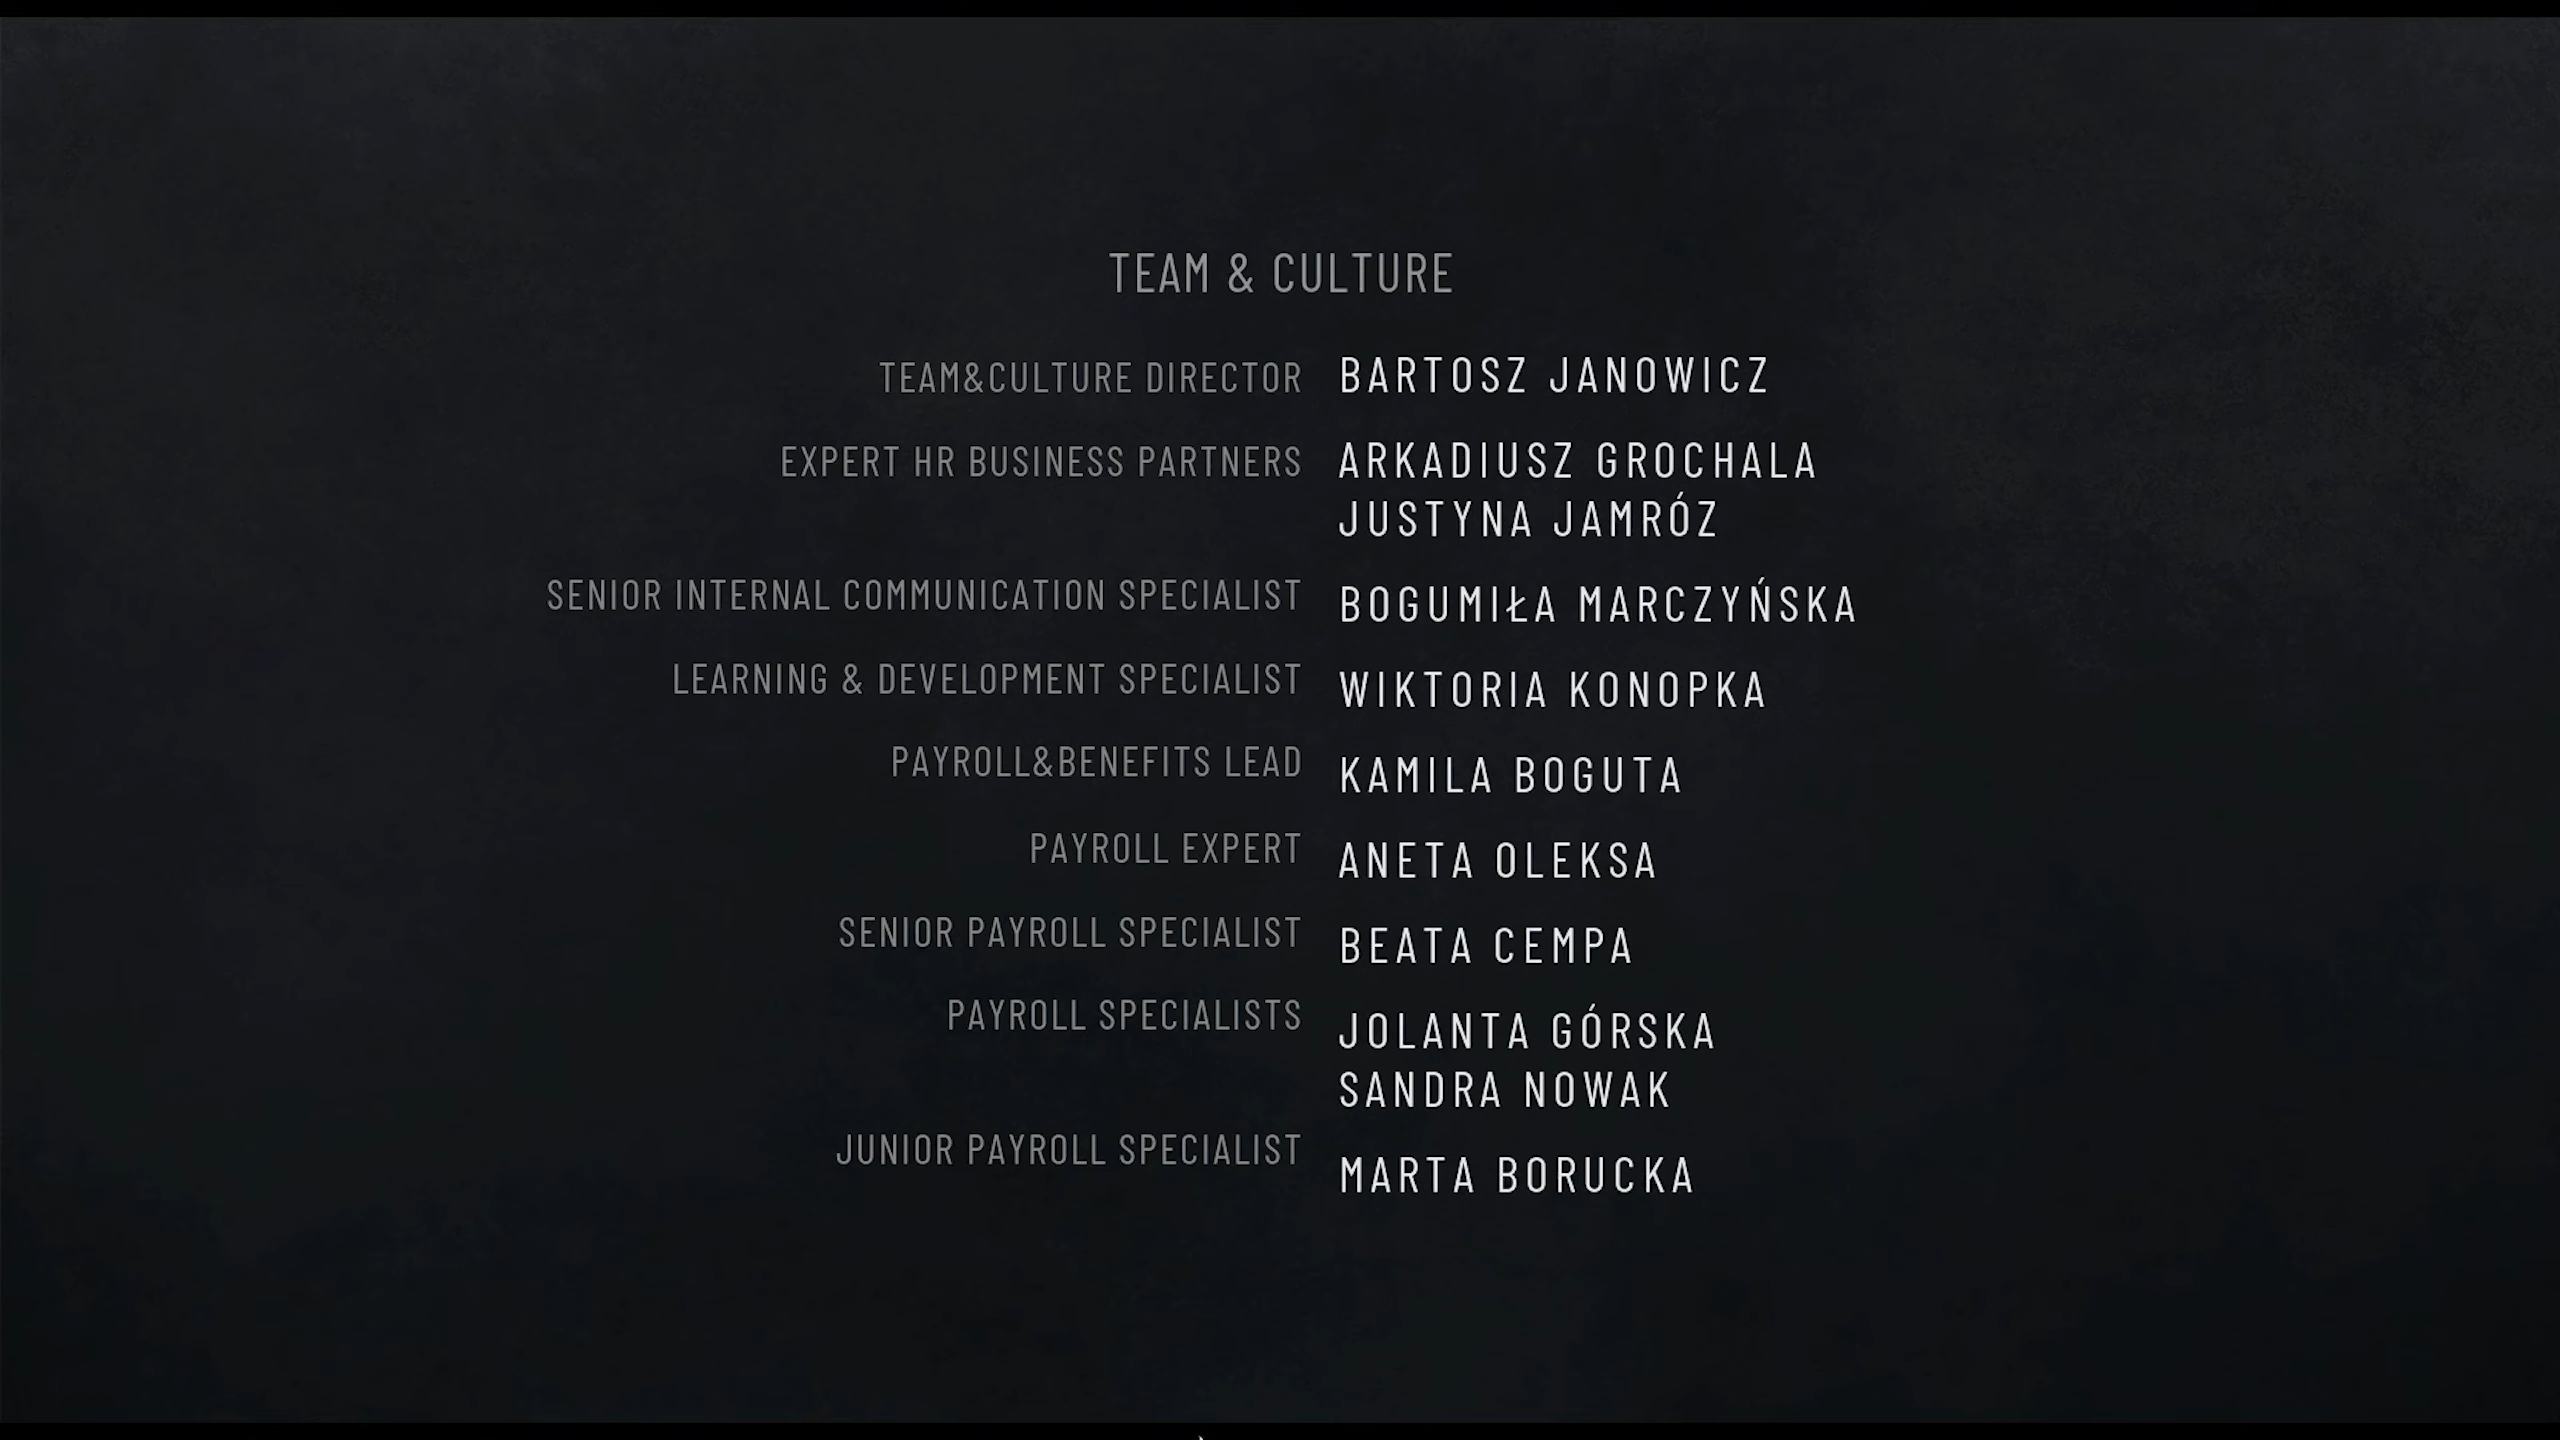 TEAM & CULTURE
TEAM&CULTURE DIRECTOR BARTOSZ JANOWICZ
EXPERT HR BUSINESS PARTNERS ARKADIUSZ GROCHALA
JUSTYNA JAMRÓZ
SENIOR INTERNAL COMMUNICATION SPECIALIST BOGUMIŁA MARCZYŃSKA
LEARNING & DEVELOPMENT SPECIALIST WIKTORIA KONOPKA
PAYROLL&BENEFITS LEAD KAMILA BOGUTA
PAYROLL EXPERT ANETA OLEKSA
SENIOR PAYROLL SPECIALIST BEATA CEMPA
PAYROLL SPECIALISTS JOLANTA GÓRSKA
SANDRA NOWAK
JUNIOR PAYROLL SPECIALIST MARTA BORUCKA